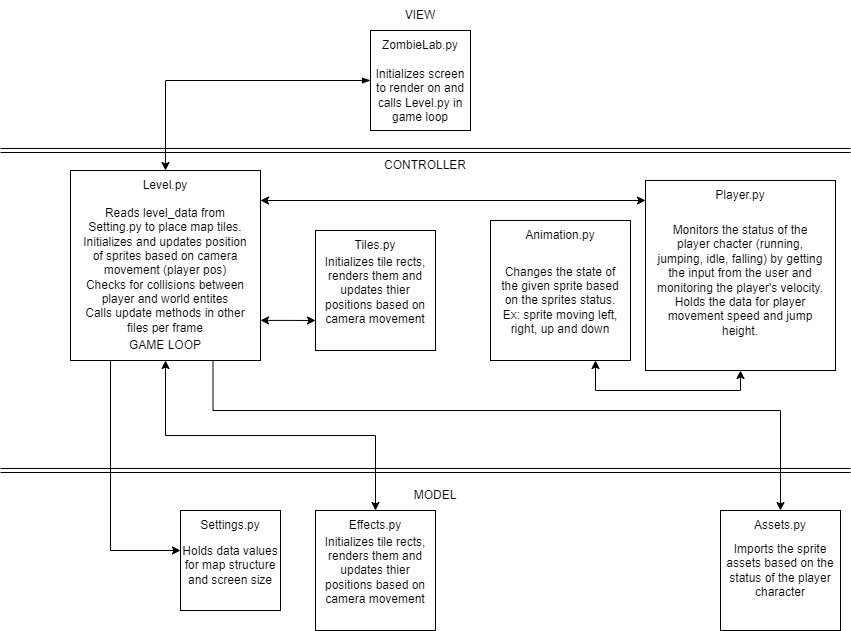 VIEW
ZombieLab.py
Initializes screen
to render on and
calls Level.py in
game loop
CONTROLLER
Level.py
Reads level_data from
Setting.py to place map tiles.
Initializes and updates position
of sprites based on camera
movement (player pos)
Checks for collisions between
player and world entites
Calls update methods in other
files per frame
GAME LOOP
Tiles.py
Initializes tile rects,
renders them and
updates thier
positions based on
camera movement
Animation.py
Changes the state of
the given sprite based
on the sprites status.
Ex: sprite moving left,
right, up and down
Player.py
Monitors the status of the
player chacter (running,
jumping, idle, falling) by getting
the input from the user and
monitoring the player's velocity.
Holds the data for player
movement speed and jump
height.
MODEL
Settings.py
Holds data values
for map structure
and screen size
Effects.py
Initializes tile rects,
renders them and
updates thier
positions based on
camera movement
Assets.py
Imports the sprite
assets based on the
status of the player
character